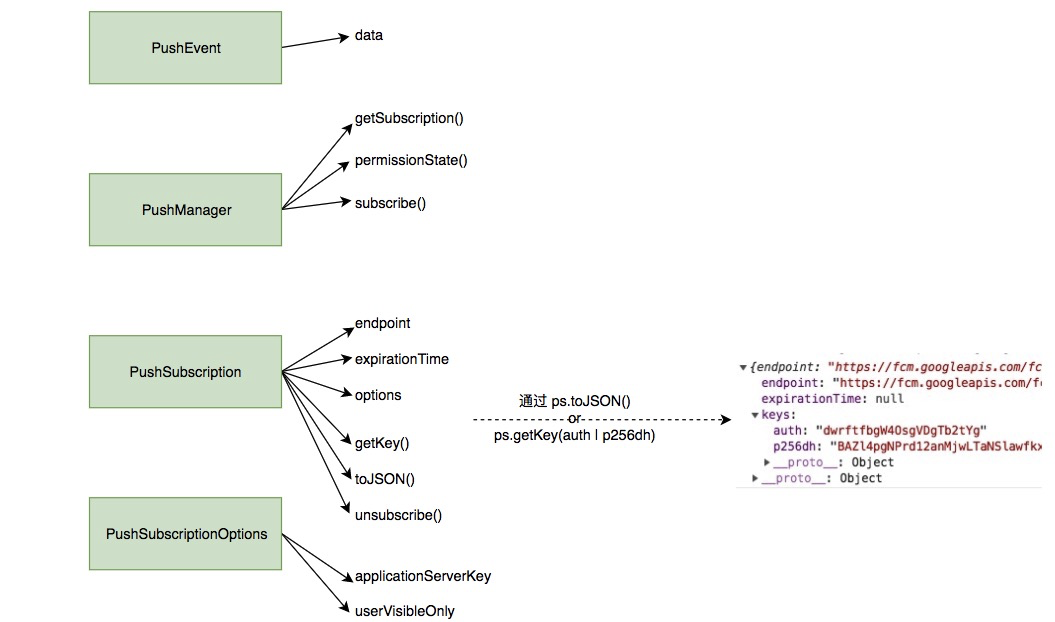 PushEvent
data
PushManager
getSubscription()
permissionState()
subscribe()
PushSubscription
endpoint
expirationTime
options
getKey()
toJSON()
unsubscribe()
通过 ps.toJSON()
or
ps.getKey(auth | p256dh)
▼{endpoint: "https://fcm.googleapis.com/fc
endpoint: "https://fcm.googleapis.com/f
expirationTime: null
▼keys:
auth: "dwrftfbgW4OsgVDgTb2tYg"
p256dh: "BAZl4pgNPrd12anMjwLTaNSlawfkx
▶__proto__: Object
▶__proto__: Object
PushSubscriptionOptions
applicationServerKey
userVisibleOnly